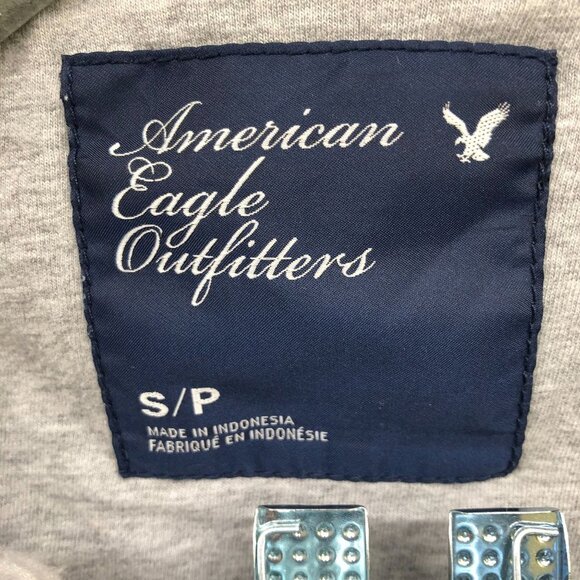 American
Eagle
Outfitters
S/P
MADE IN INDONESIA
FABRIQUÉ EN INDONÉSIE